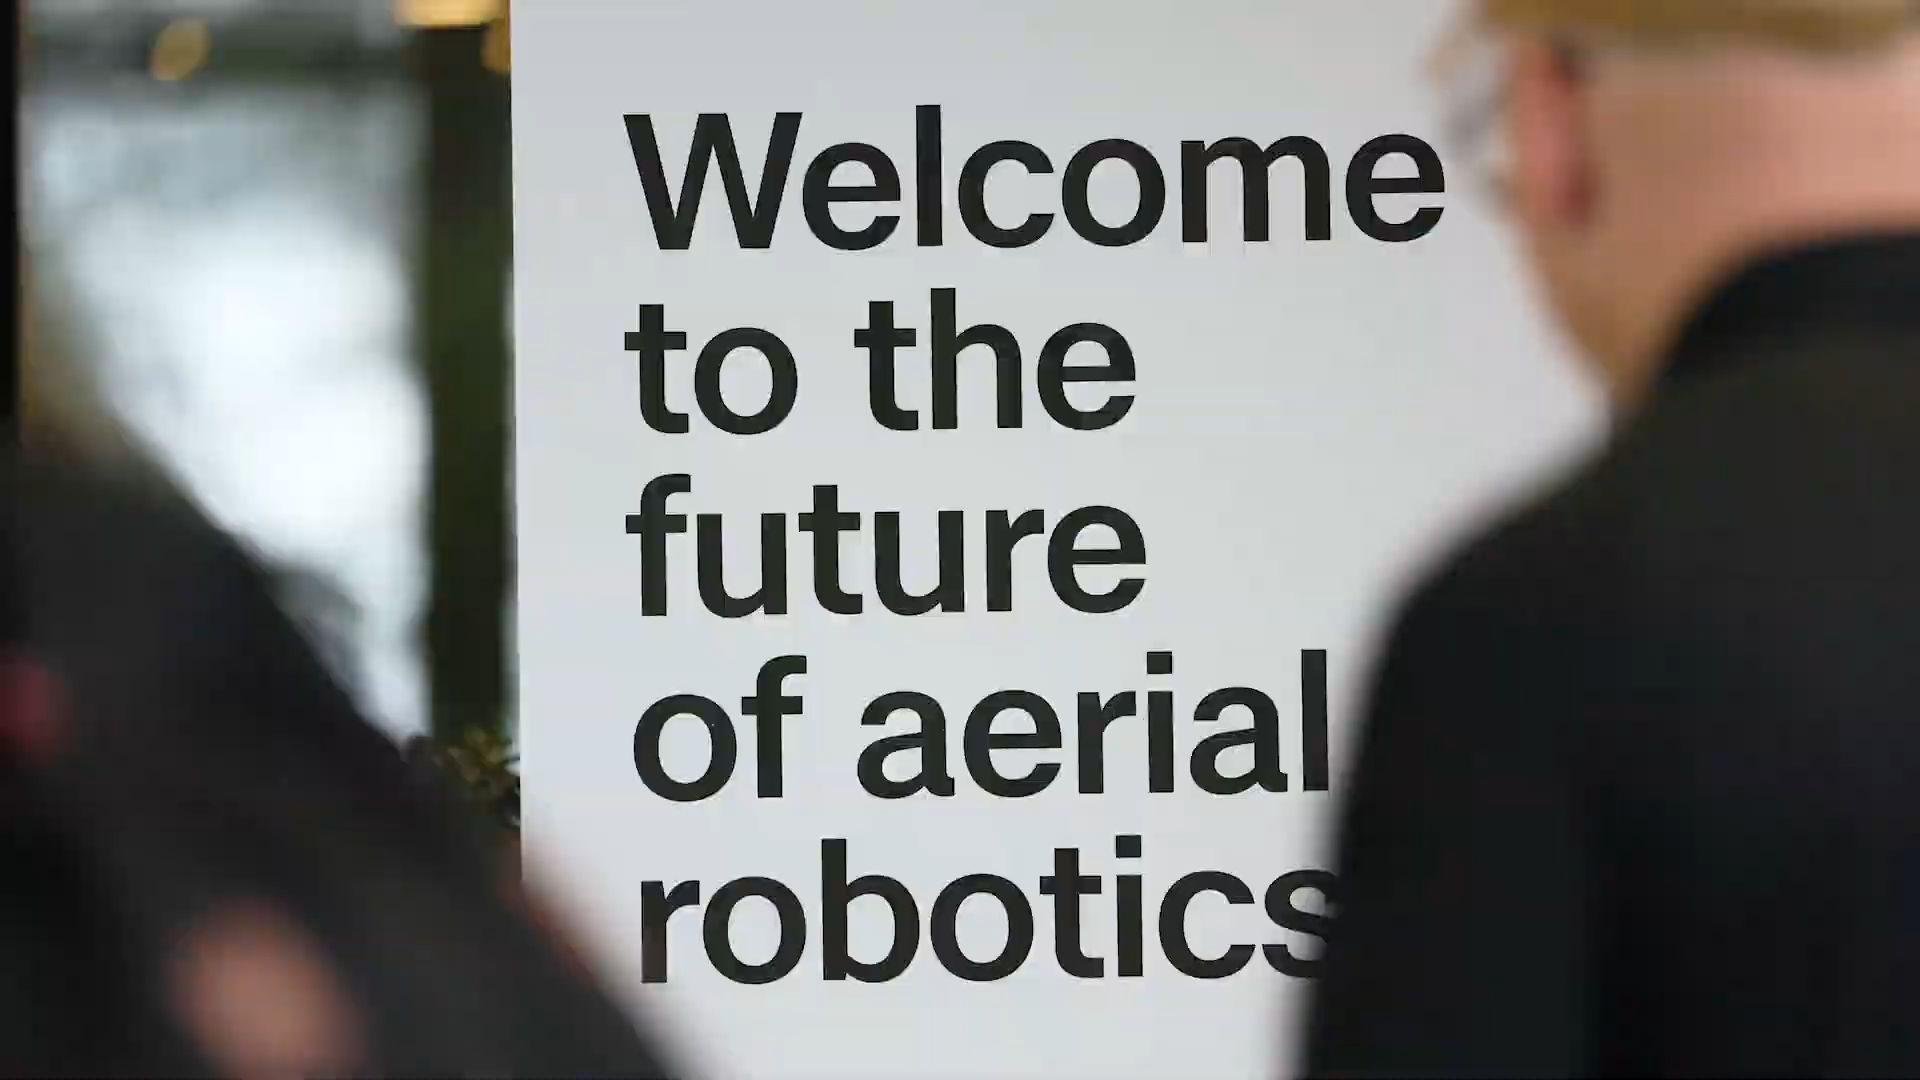 Welcome
to the
future
of aerial
robotics